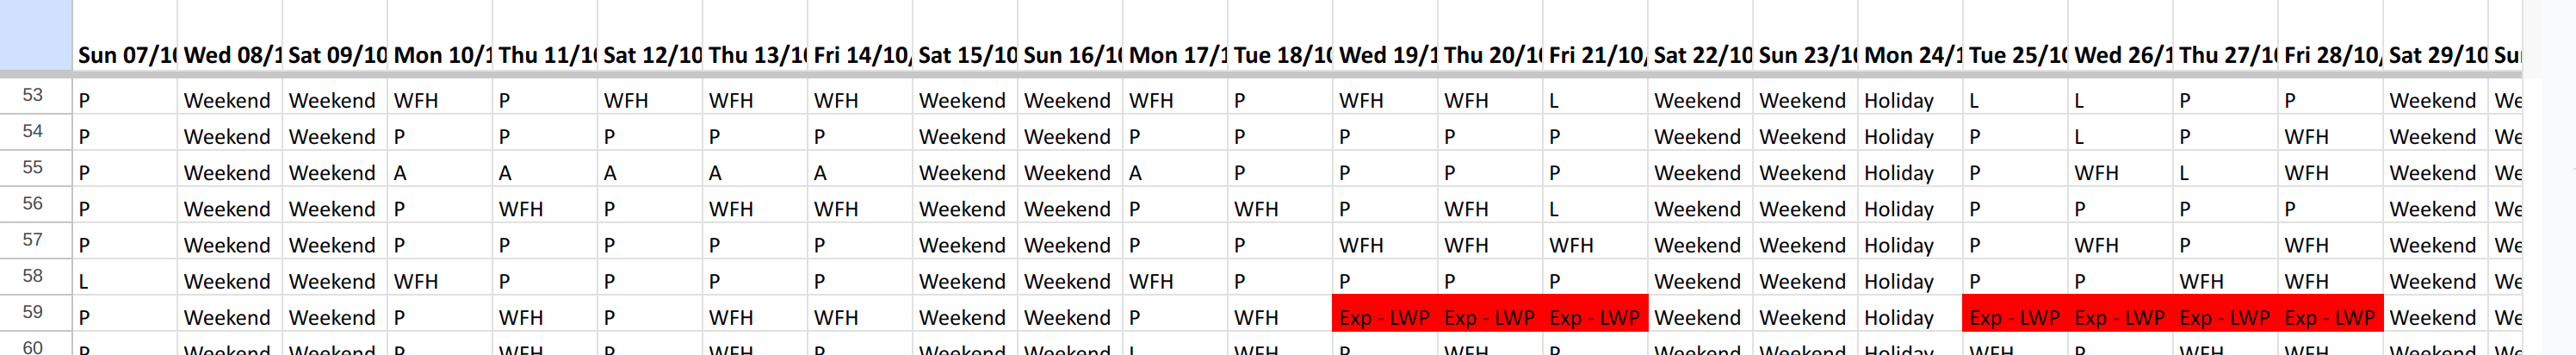 Sun 07/10 Wed 08/1 Sat 09/10 Mon 10/1 Thu 11/10 Sat 12/10 Thu 13/10 Fri 14/10, Sat 15/10 Sun 16/10 Mon 17/1 Tue 18/10 Wed 19/1 Thu 20/10 Fri 21/10, Sat 22/10 Sun 23/10 Mon 24/1 Tue 25/10 Wed 26/1 Thu 27/10 Fri 28/10, Sat 29/10 Su
53 P Weekend Weekend WFH P WFH WFH WFH Weekend Weekend WFH P WFH WFH L Weekend Weekend Holiday L L P P Weekend We
54 P Weekend Weekend P P P P P Weekend Weekend P P P P P Weekend Weekend Holiday P L P WFH Weekend We
55 P Weekend Weekend A A A A A Weekend Weekend A P P P P Weekend Weekend Holiday P WFH L WFH Weekend We
56 P Weekend Weekend P WFH P WFH WFH Weekend Weekend P WFH P WFH L Weekend Weekend Holiday P P P P Weekend We
57 P Weekend Weekend P P P P P Weekend Weekend P P WFH WFH WFH Weekend Weekend Holiday P WFH P WFH Weekend We
58 L Weekend Weekend WFH P P P P Weekend Weekend WFH P P P P Weekend Weekend Holiday P P WFH WFH Weekend We
59 P Weekend Weekend P WFH P WFH WFH Weekend Weekend P WFH Exp - LWP Exp - LWP Exp - LWP Weekend Weekend Holiday Exp - LWP Exp - LWP Exp - LWP Exp - LWP Weekend We
60 Weekend Weekend WFH WFH Weekend Weekend WFH WFH Weekend Weekend Holiday WFH WFH WFH Weekend We